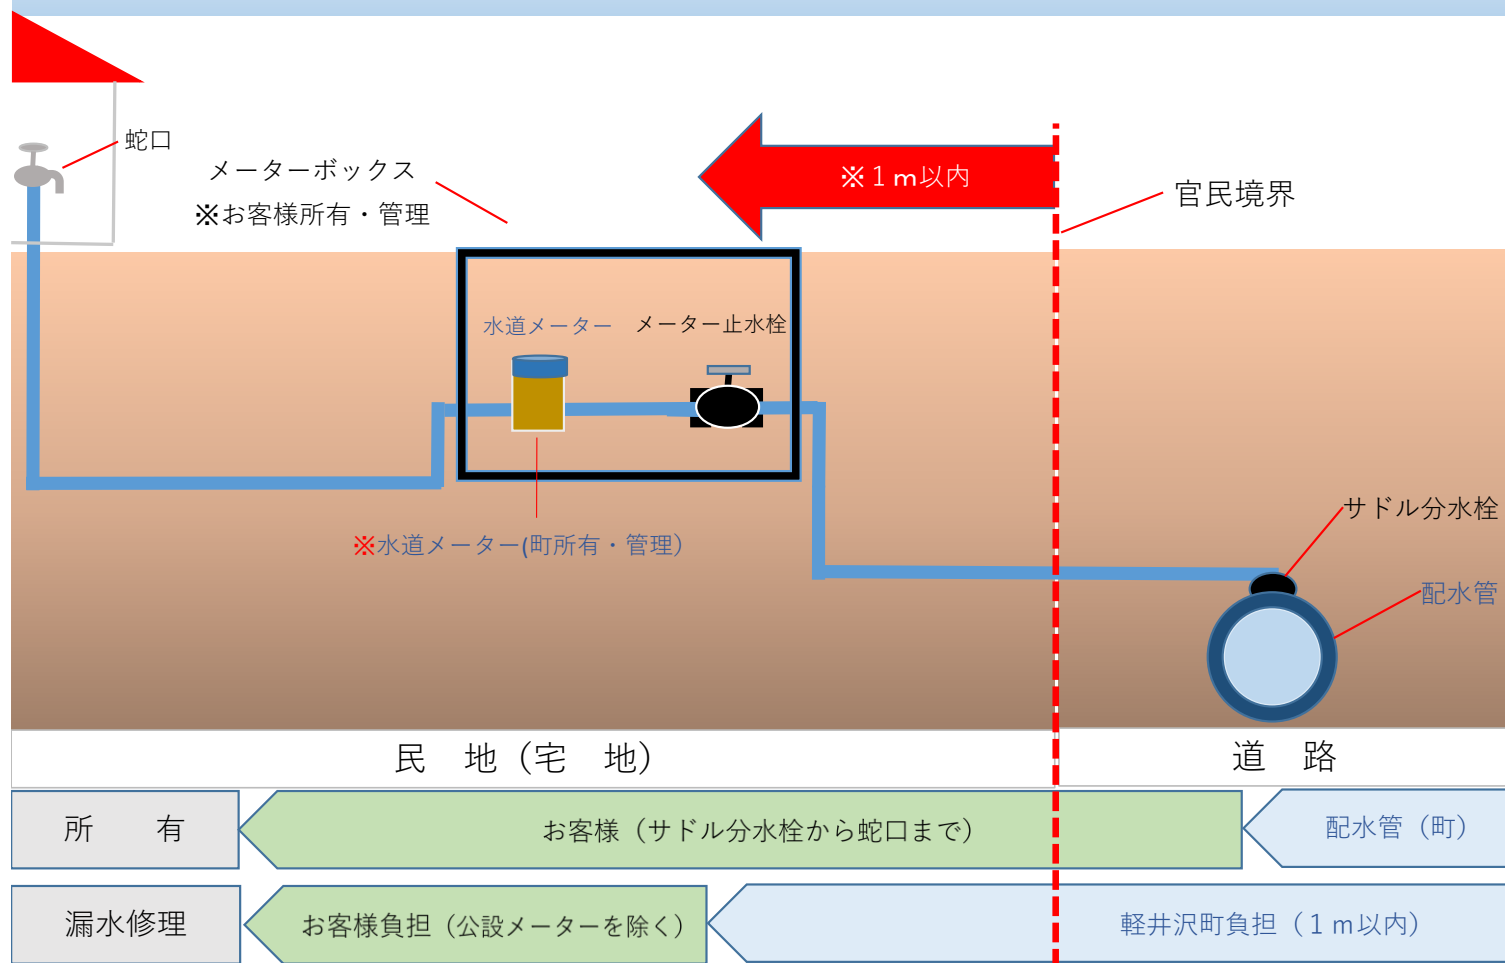 蛇口
メーターボックス
※お客様所有・管理
※１ｍ以内
官民境界
水道メーター
メーター止水栓
※水道メーター(町所有・管理）
サドル分水栓
配水管
民　地（宅　地）
道　路
所　　有
お客様（サドル分水栓から蛇口まで）
配水管（町）
漏水修理
お客様負担（公設メーターを除く）
軽井沢町負担（１ｍ以内）